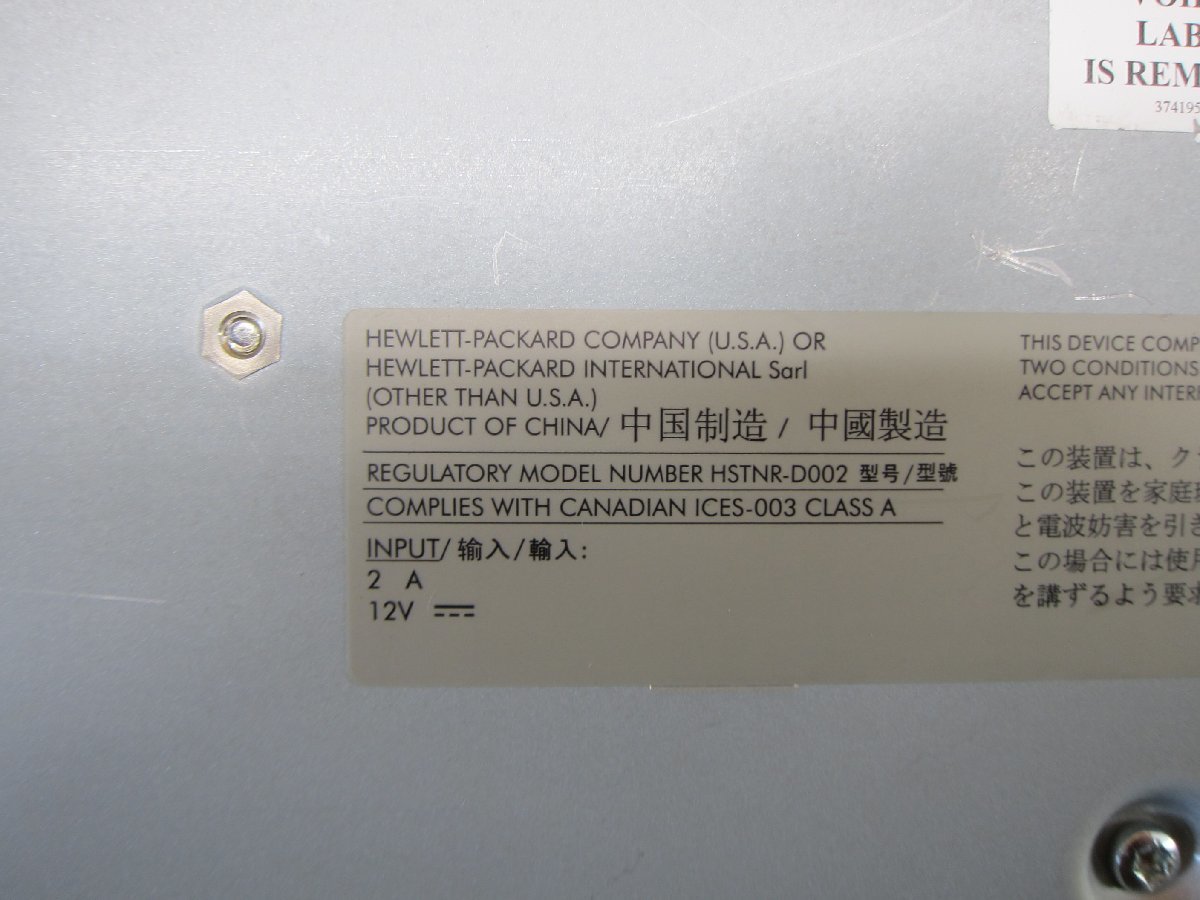 LAB
IS REM
374195
HEWLETT-PACKARD COMPANY (U.S.A.) OR
HEWLETT-PACKARD INTERNATIONAL Sarl
(OTHER THAN U.S.A.)
PRODUCT OF CHINA/ 中国制造 / 中國製造
REGULATORY MODEL NUMBER HSTNR-D002 型号/型號
COMPLIES WITH CANADIAN ICES-003 CLASS A
INPUT/输入/輸入:
2 A
12V
THIS DEVICE COMP
TWO CONDITIONS
ACCEPT ANY INTER
この装置は、ク
この装置を家庭
と電波妨害を引き
この場合には使用
を講ずるよう要求